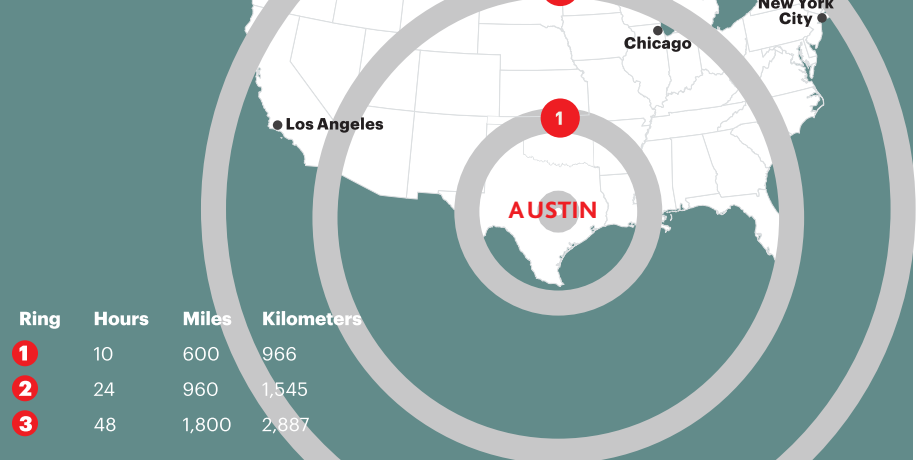 New York
City
Chicago
1
Los Angeles
AUSTIN
Ring Hours Miles Kilometers
1 10 600 966
2 24 960 1,545
3 48 1,800 2,887